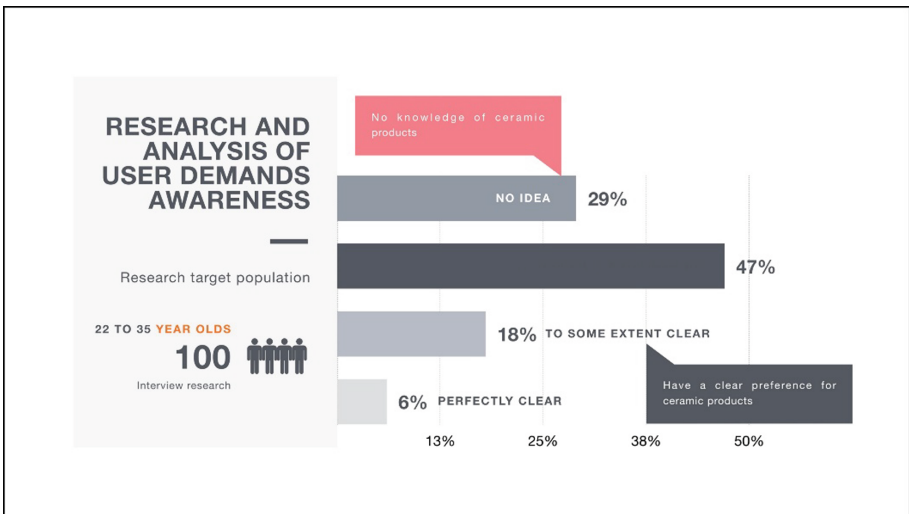 RESEARCH AND
ANALYSIS OF
USER DEMANDS
AWARENESS
Research target population
22 TO 35 YEAR OLDS
100
Interview research
No knowledge of ceramic
products
NO IDEA
29%
47%
18% TO SOME EXTENT CLEAR
6% PERFECTLY CLEAR
Have a clear preference for
ceramic products
13% 25% 38% 50%